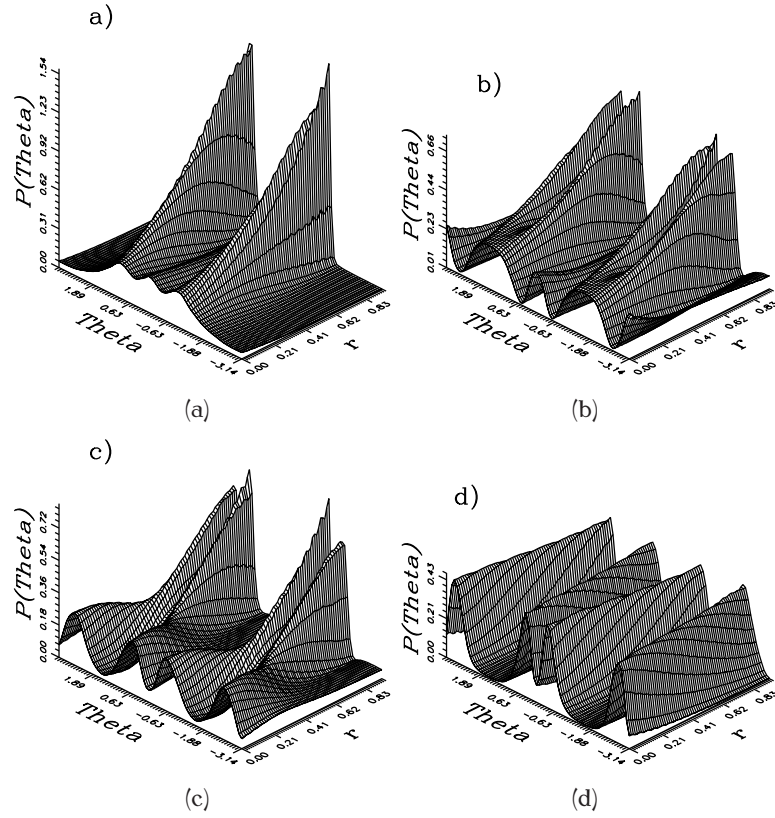 a)
P(Theta)
1.54
1.23
0.92
0.62
0.31
0.00
1.89
0.63
-0.63
-1.88
-3.14
Theta
0.00
0.21
0.41
0.62
0.83
r
(a)
b)
P(Theta)
0.66
0.44
0.23
0.01
1.89
0.63
-0.63
-1.88
-3.14
Theta
0.00
0.21
0.41
0.62
0.83
r
(b)
c)
P(Theta)
0.72
0.54
0.36
0.18
0.00
1.89
0.63
-0.63
-1.88
-3.14
Theta
0.00
0.21
0.41
0.62
0.83
r
(c)
d)
P(Theta)
0.43
0.21
0.00
1.89
0.63
-0.63
-1.88
-3.14
Theta
0.00
0.21
0.41
0.62
0.83
r
(d)